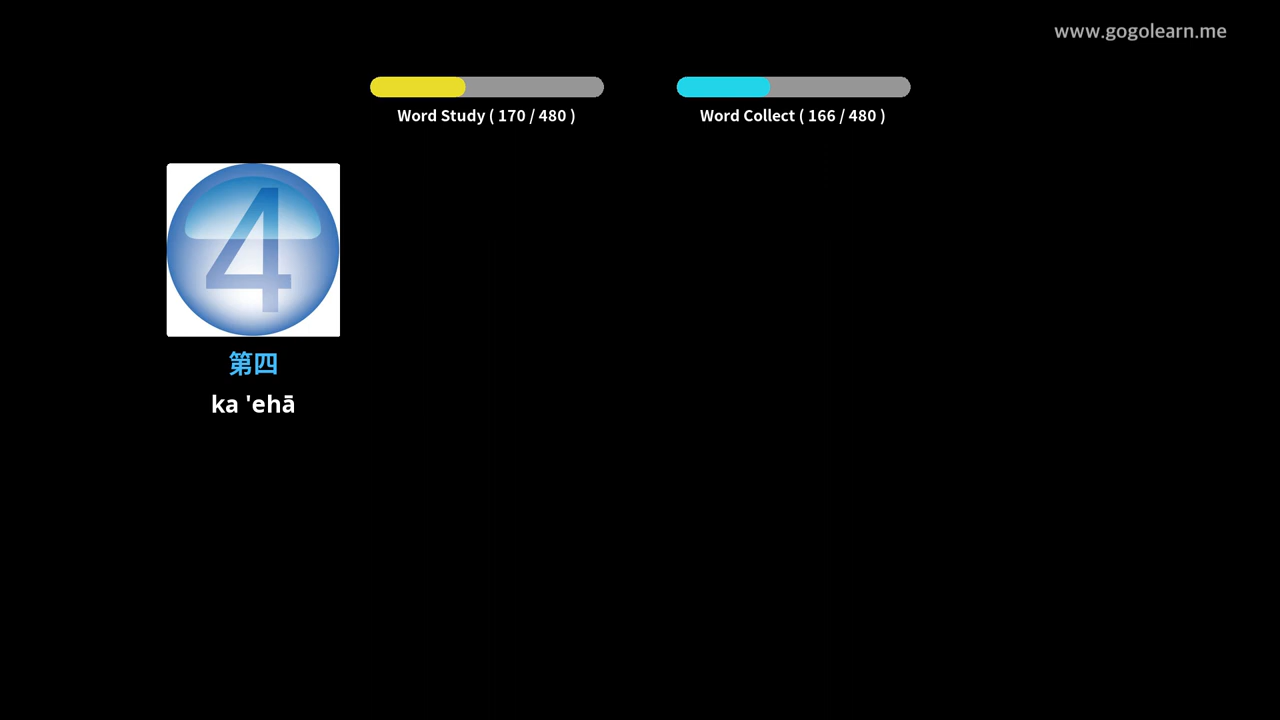 www.gogolearn.me
Word Study ( 170 / 480 )
Word Collect ( 166 / 480 )
4
第四
ka 'ehā